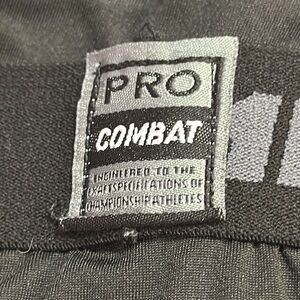 PRO
COMBAT
ENGINEERED TO THE
EXACT SPECIFICATIONS OF
CHAMPIONSHIP ATHLETES